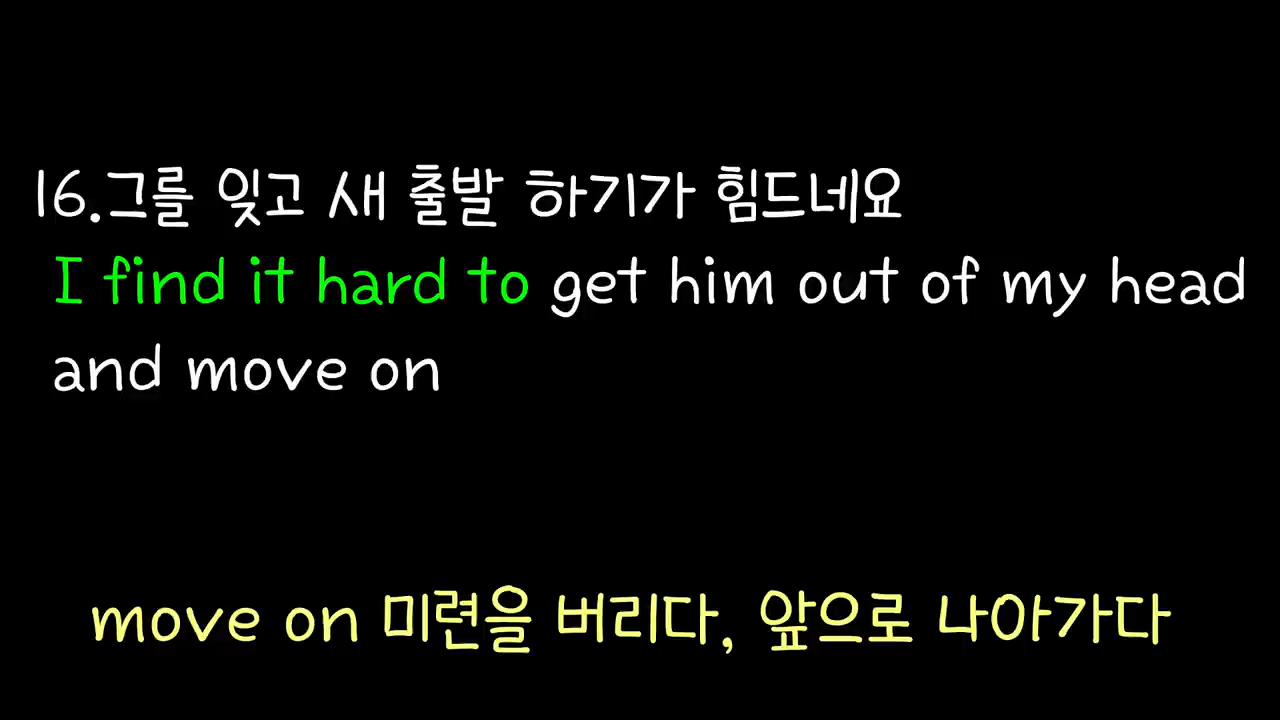 16.그를 잊고 새 출발 하기가 힘드네요
I find it hard to get him out of my head
and move on
move on 미련을 버리다, 앞으로 나아가다